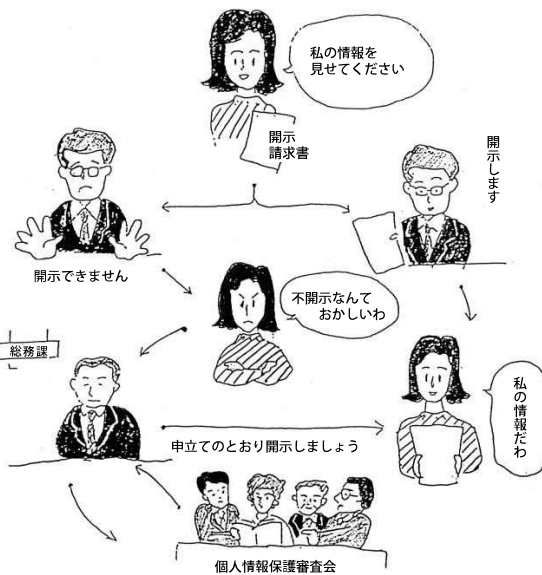 私の情報を
見せてください
開示
請求書
開示します
開示できません
不開示なんて
おかしいわ
総務課
私の情報だわ
申立てのとおり開示しましょう
個人情報保護審査会